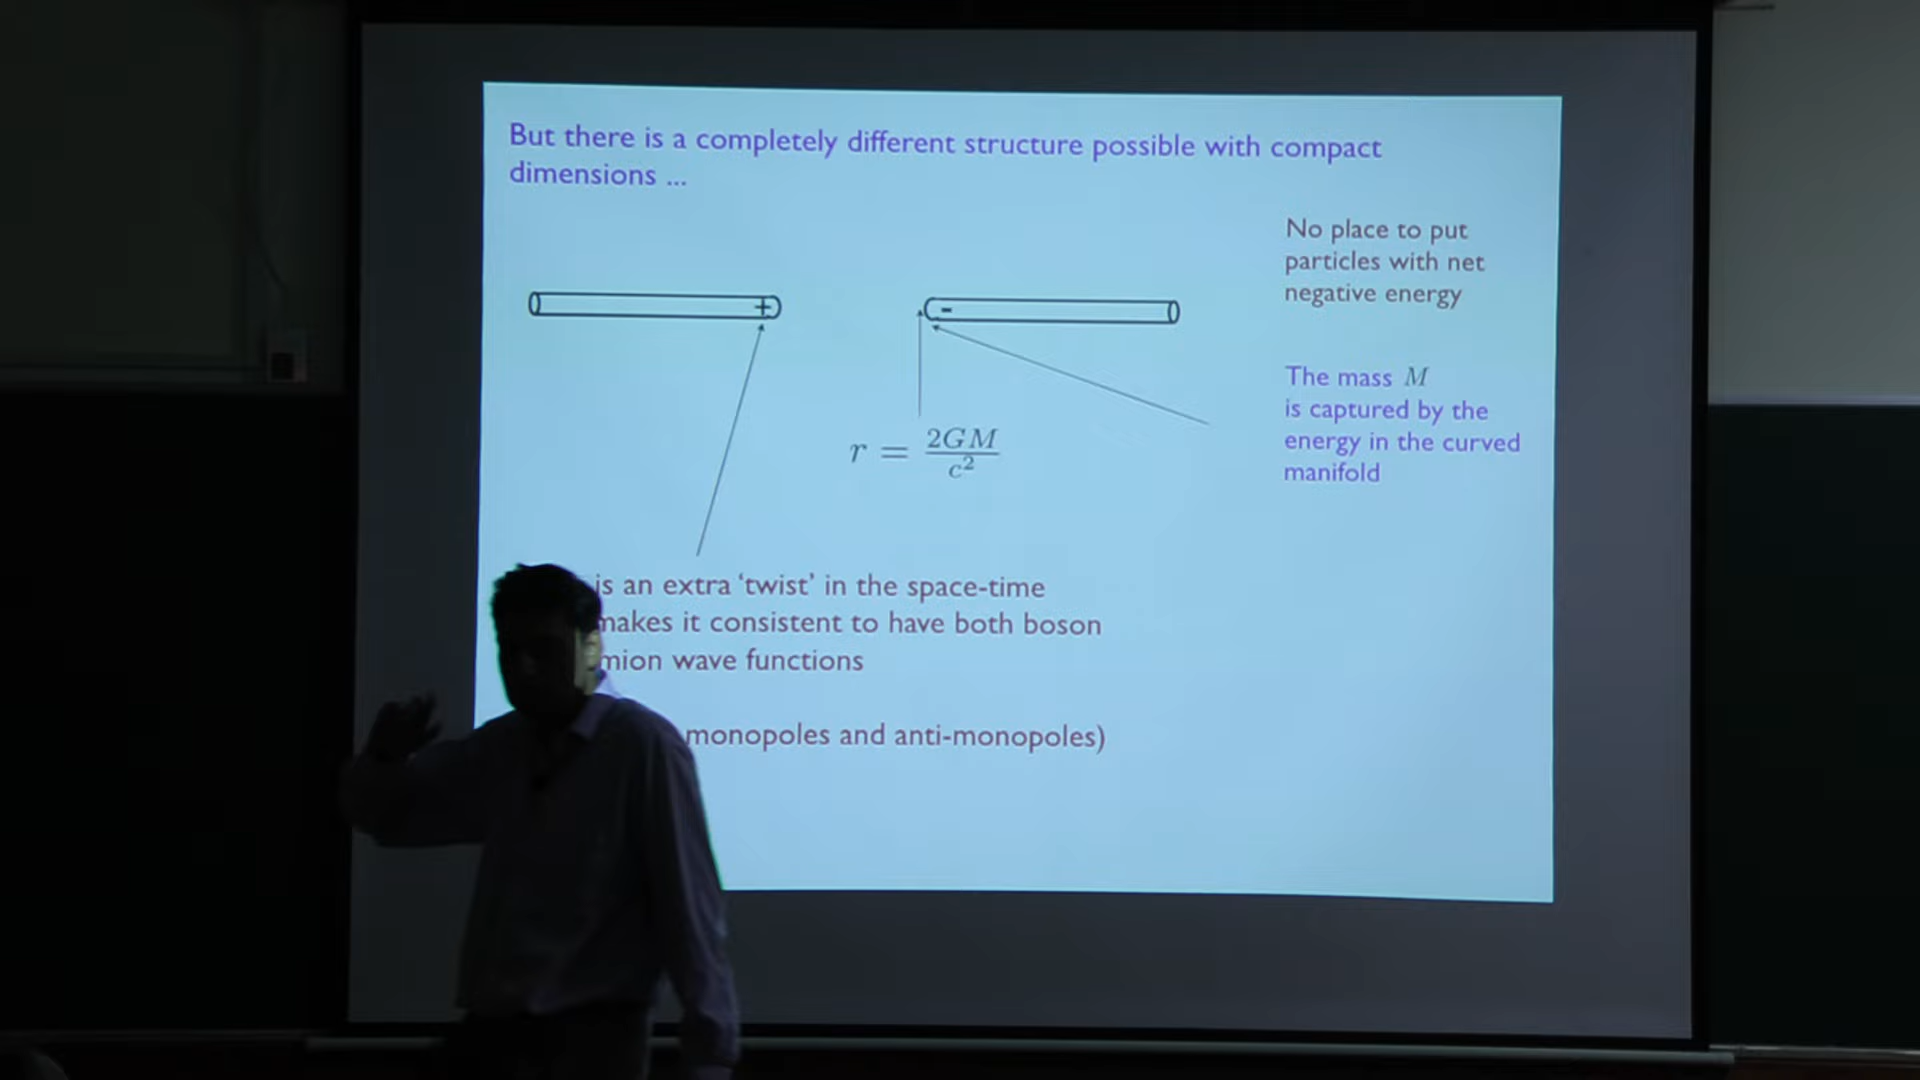 But there is a completely different structure possible with compact
dimensions ...
No place to put
particles with net
negative energy
+
-
The mass M
is captured by the
energy in the curved
manifold
r = 2GM / c²
is an extra ‘twist’ in the space-time
makes it consistent to have both boson
wave functions
monopoles and anti-monopoles)